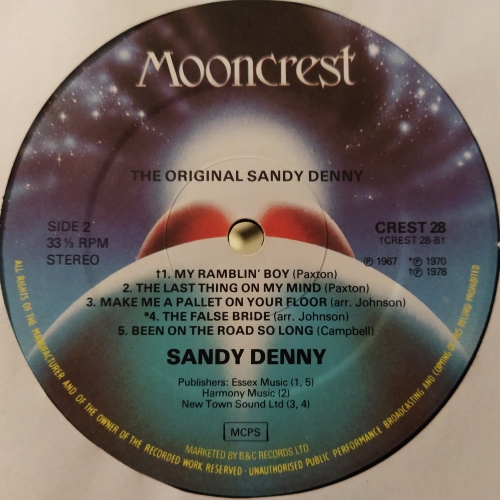 Mooncrest
THE ORIGINAL SANDY DENNY
SIDE 2
33 ⅓ RPM
STEREO
CREST 28
†CREST 28-B1
℗ 1967 *℗ 1970
†℗ 1978
†1. MY RAMBLIN' BOY (Paxton)
2. THE LAST THING ON MY MIND (Paxton)
3. MAKE ME A PALLET ON YOUR FLOOR (arr. Johnson)
*4. THE FALSE BRIDE (arr. Johnson)
5. BEEN ON THE ROAD SO LONG (Campbell)
SANDY DENNY
Publishers: Essex Music (1, 5)
Harmony Music (2)
New Town Sound Ltd (3, 4)
MCPS
MARKETED BY B&C RECORDS LTD
ALL RIGHTS OF THE MANUFACTURER AND OF THE OWNER OF THE RECORDED WORK RESERVED · UNAUTHORISED PUBLIC PERFORMANCE BROADCASTING AND COPYING OF THIS RECORD PROHIBITED